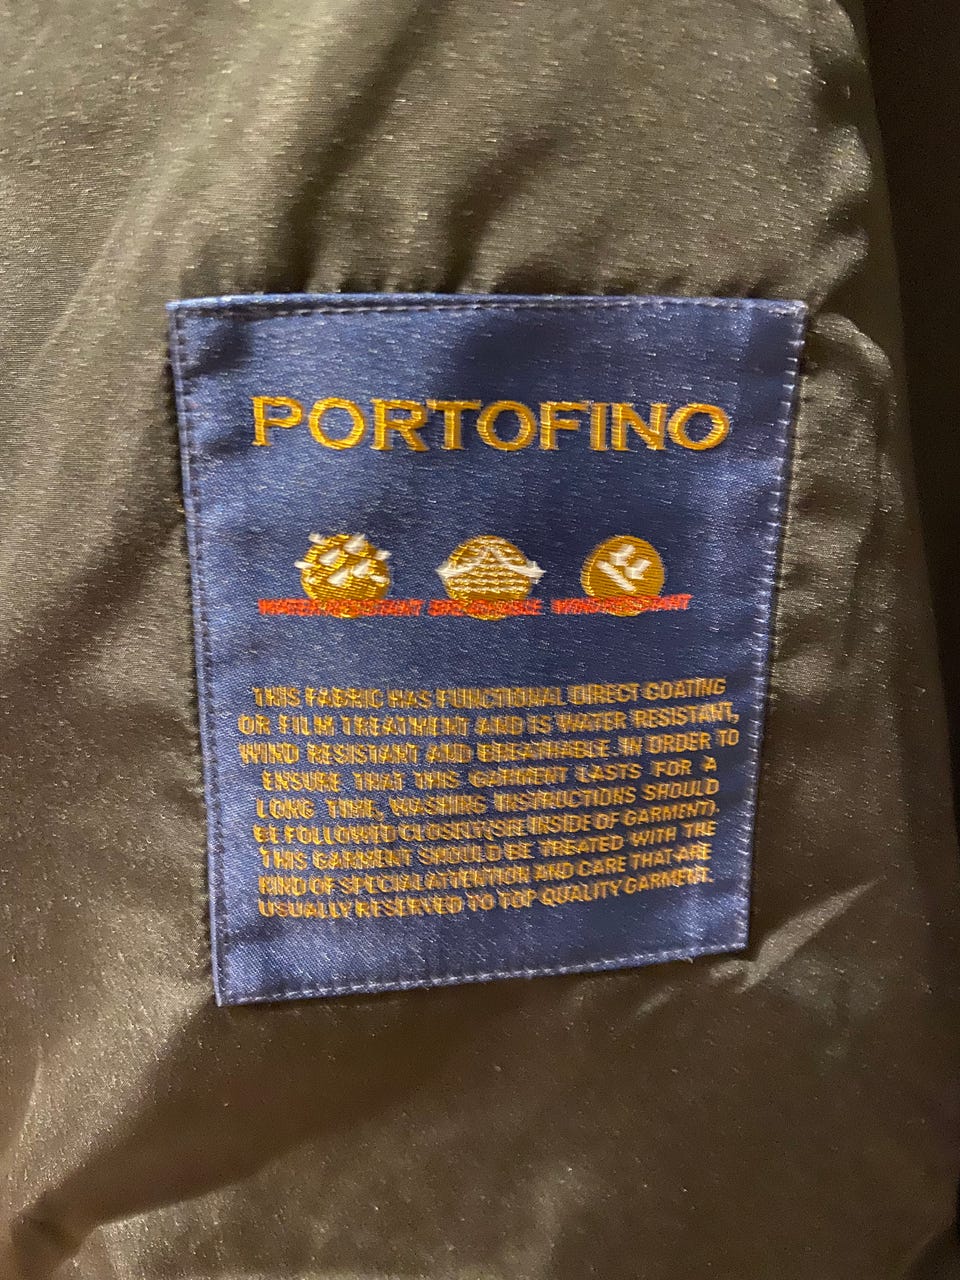 PORTOFINO
WATER RESISTANT BREATHABLE WIND RESISTANT
THIS FABRIC HAS FUNCTIONAL DIRECT COATING
OR FILM TREATMENT AND IS WATER RESISTANT,
WIND RESISTANT AND BREATHABLE. IN ORDER TO
ENSURE THAT THIS GARMENT LASTS FOR A
LONG TIME, WASHING INSTRUCTIONS SHOULD
FOLLOWED CLOSELY (SEE INSIDE OF GARMENT).
THIS GARMENT SHOULD BE TREATED WITH THE
KIND OF SPECIAL ATTENTION AND CARE THAT ARE
USUALLY RESERVED TO TOP QUALITY GARMENT.